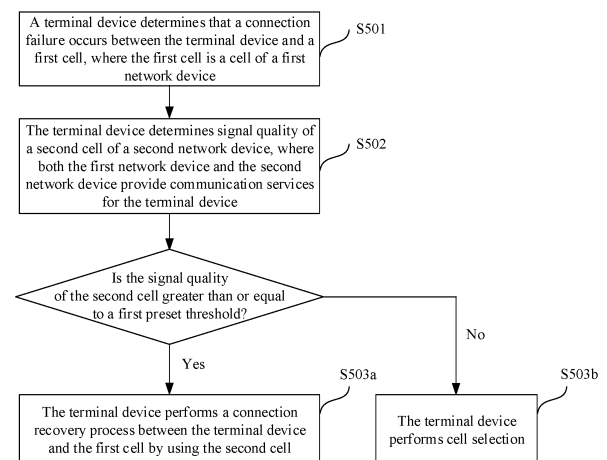 A terminal device determines that a connection
failure occurs between the terminal device and a
first cell, where the first cell is a cell of a first
network device
S501
The terminal device determines signal quality of
a second cell of a second network device, where
both the first network device and the second
network device provide communication services
for the terminal device
S502
Is the signal quality
of the second cell greater than or equal
to a first preset threshold?
No
Yes
S503a
S503b
The terminal device performs a connection
recovery process between the terminal device
and the first cell by using the second cell
The terminal device
performs cell selection